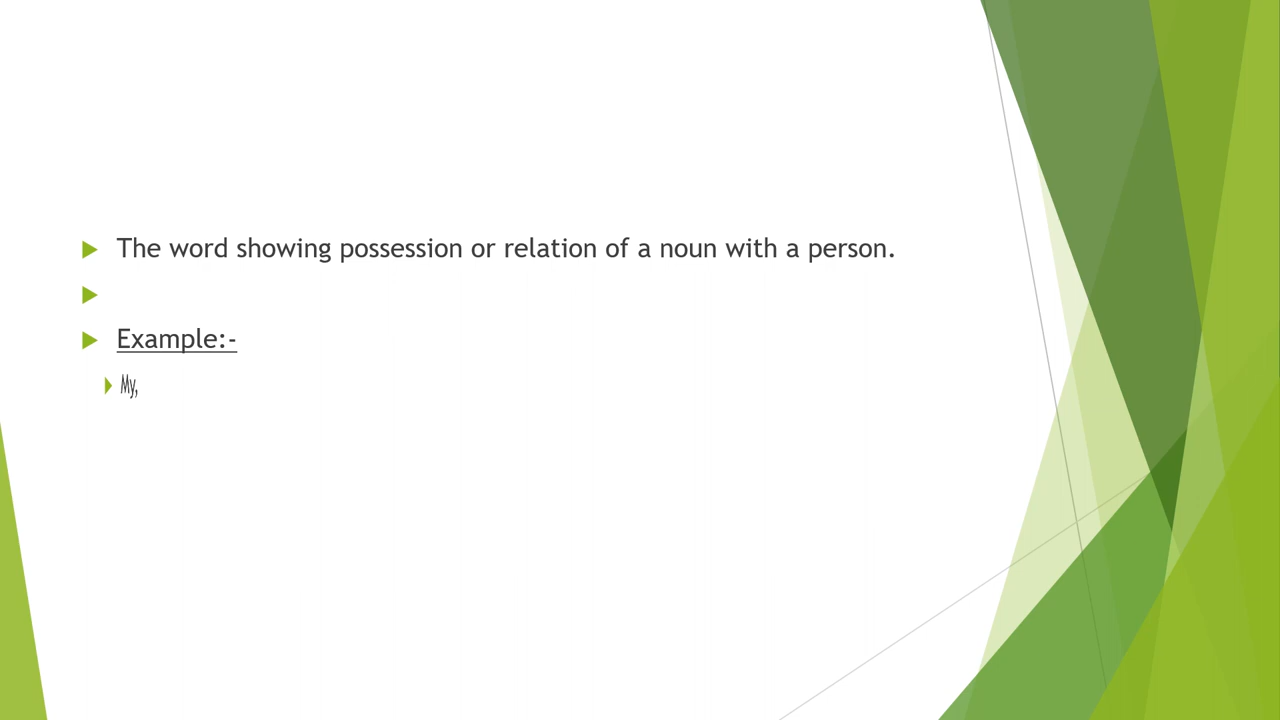 The word showing possession or relation of a noun with a person.
Example:-
My,